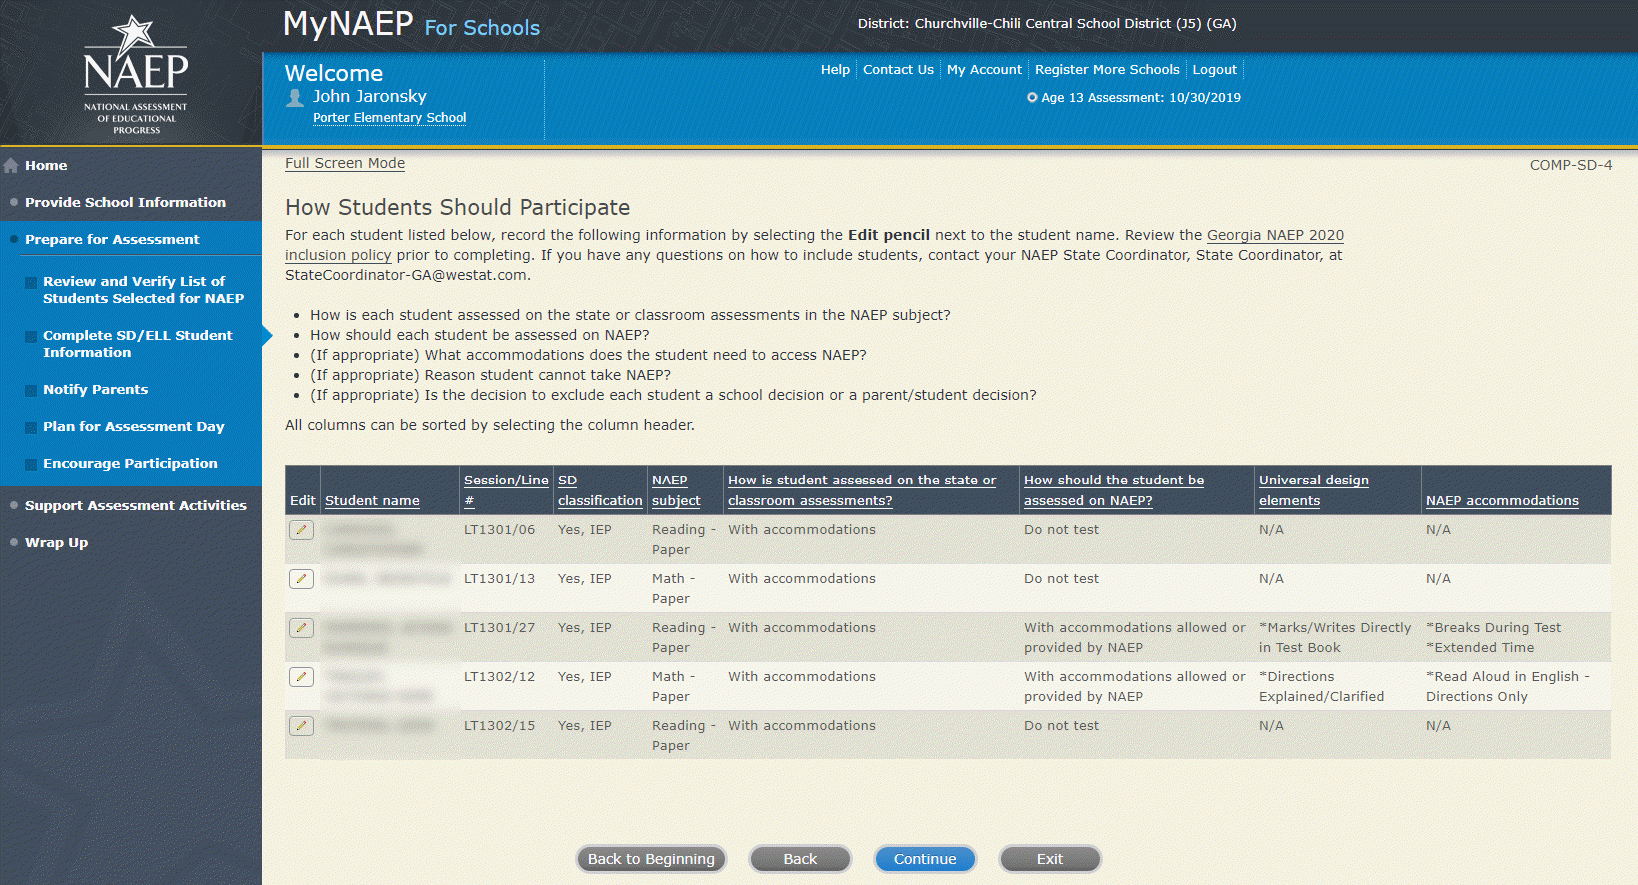 NAEP
NATIONAL ASSESSMENT
OF EDUCATIONAL
PROGRESS
MyNAEP For Schools
District: Churchville-Chili Central School District (J5) (GA)
Welcome
John Jaronsky
Porter Elementary School
Help Contact Us My Account Register More Schools Logout
Age 13 Assessment: 10/30/2019
Home
Provide School Information
Prepare for Assessment
Review and Verify List of
Students Selected for NAEP
Complete SD/ELL Student
Information
Notify Parents
Plan for Assessment Day
Encourage Participation
Support Assessment Activities
Wrap Up
Full Screen Mode
COMP-SD-4
How Students Should Participate
For each student listed below, record the following information by selecting the Edit pencil next to the student name. Review the Georgia NAEP 2020
inclusion policy prior to completing. If you have any questions on how to include students, contact your NAEP State Coordinator, State Coordinator, at
StateCoordinator-GA@westat.com.
• How is each student assessed on the state or classroom assessments in the NAEP subject?
• How should each student be assessed on NAEP?
• (If appropriate) What accommodations does the student need to access NAEP?
• (If appropriate) Reason student cannot take NAEP?
• (If appropriate) Is the decision to exclude each student a school decision or a parent/student decision?
All columns can be sorted by selecting the column header.
Session/Line SD NAEP How is student assessed on the state or How should the student be Universal design
Edit Student name # classification subject classroom assessments? assessed on NAEP? elements NAEP accommodations
LT1301/06 Yes, IEP Reading - With accommodations Do not test N/A N/A
Paper
LT1301/13 Yes, IEP Math - With accommodations Do not test N/A N/A
Paper
LT1301/27 Yes, IEP Reading - With accommodations With accommodations allowed or *Marks/Writes Directly *Breaks During Test
Paper provided by NAEP in Test Book *Extended Time
LT1302/12 Yes, IEP Math - With accommodations With accommodations allowed or *Directions *Read Aloud in English -
Paper provided by NAEP Explained/Clarified Directions Only
LT1302/15 Yes, IEP Reading - With accommodations Do not test N/A N/A
Paper
Back to Beginning Back Continue Exit